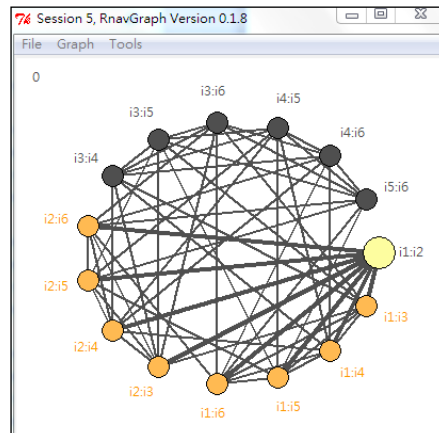 Session 5, RnavGraph Version 0.1.8
File Graph Tools
0
i3:i6
i4:i5
i3:i5
i4:i6
i3:i4
i5:i6
i2:i6
i1:i2
i2:i5
i1:i3
i2:i4
i1:i4
i2:i3
i1:i5
i1:i6